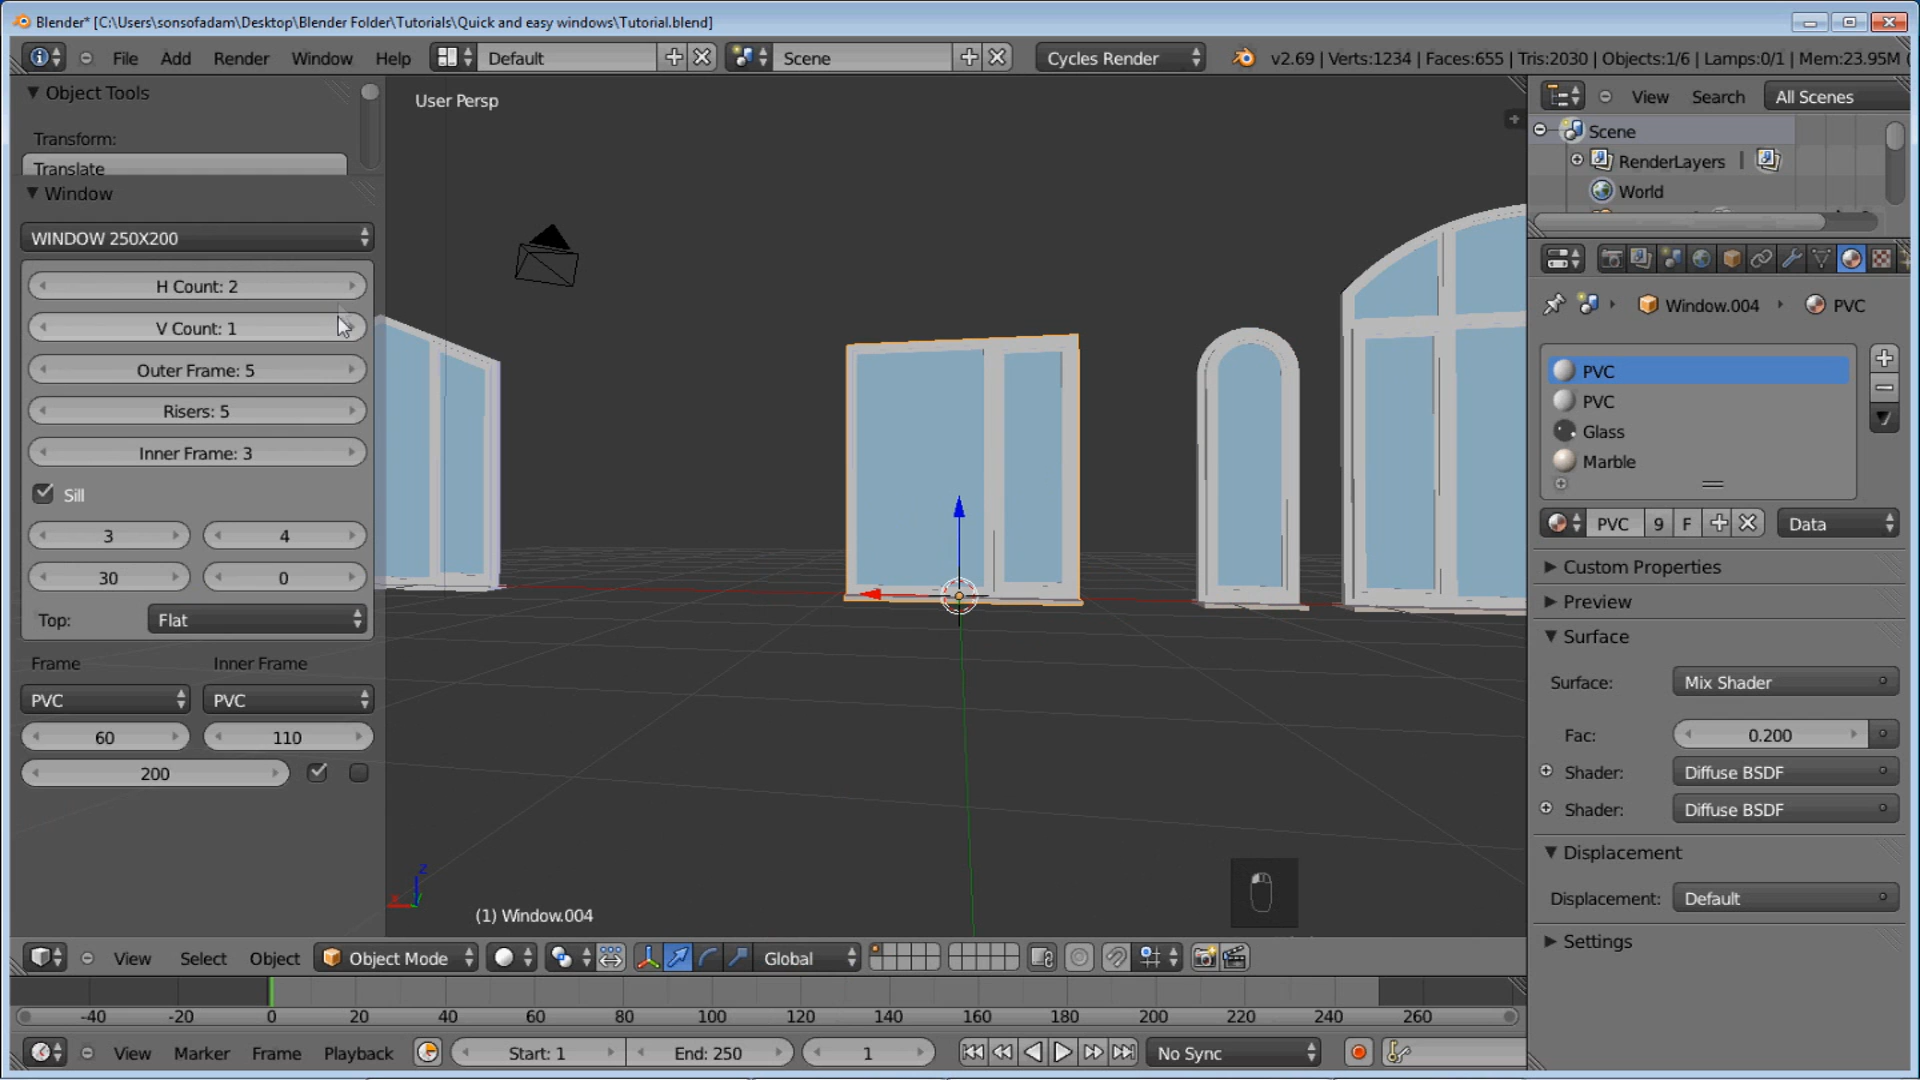 Blender* [C:\Users\sonsofadam\Desktop\Blender Folder\Tutorials\Quick and easy windows\Tutorial.blend]
File Add Render Window Help Default Scene Cycles Render v2.69 | Verts:1234 | Faces:655 | Tris:2030 | Objects:1/6 | Lamps:0/1 | Mem:23.95M
Object Tools
Transform:
Translate
Window
WINDOW 250X200
H Count: 2
V Count: 1
Outer Frame: 5
Risers: 5
Inner Frame: 3
Sill
3 4
30 0
Top: Flat
Frame Inner Frame
PVC PVC
60 110
200
User Persp
z
(1) Window.004
View Search All Scenes
Scene
RenderLayers
World
Window.004 PVC
PVC
PVC
Glass
Marble
PVC 9 F Data
Custom Properties
Preview
Surface
Surface: Mix Shader
Fac: 0.200
Shader: Diffuse BSDF
Shader: Diffuse BSDF
Displacement
Displacement: Default
Settings
View Select Object Object Mode Global
-40 -20 0 20 40 60 80 100 120 140 160 180 200 220 240 260
View Marker Frame Playback Start: 1 End: 250 1 No Sync